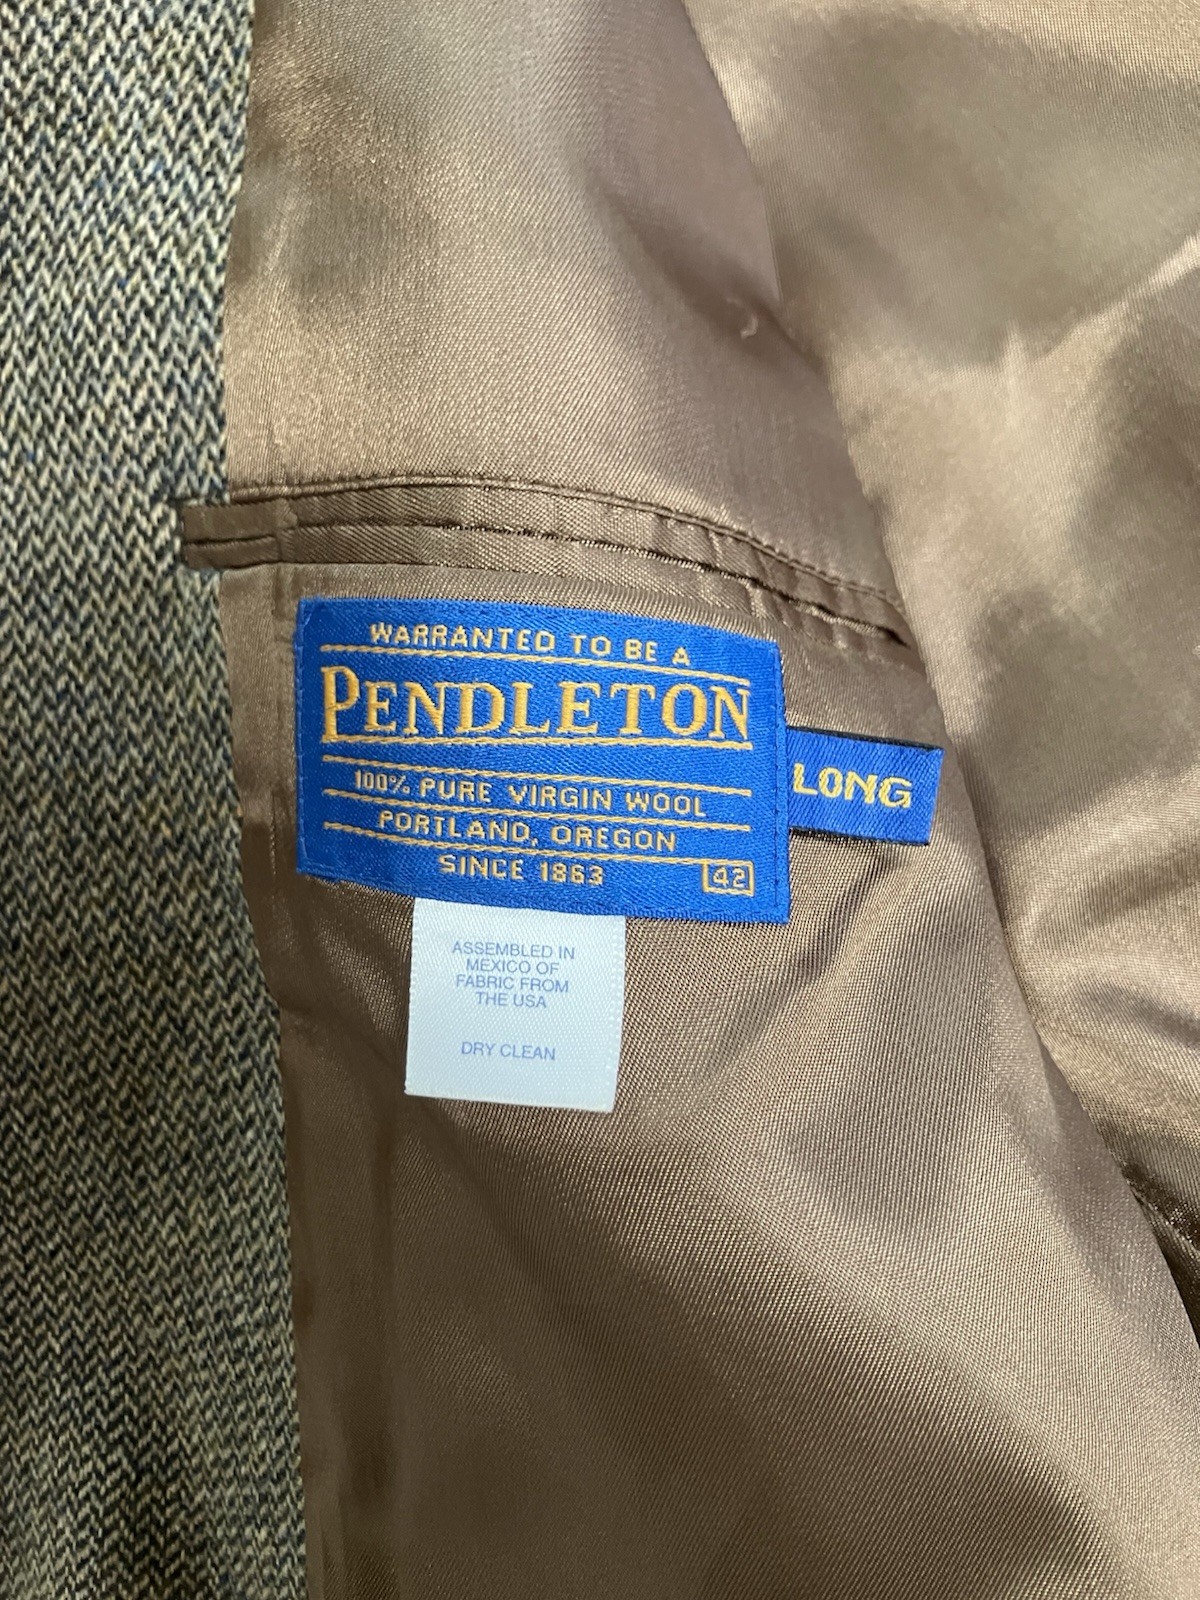 WARRANTED TO BE A
PENDLETON
100% PURE VIRGIN WOOL
PORTLAND, OREGON
SINCE 1863
42
LONG
ASSEMBLED IN
MEXICO OF
FABRIC FROM
THE USA
DRY CLEAN